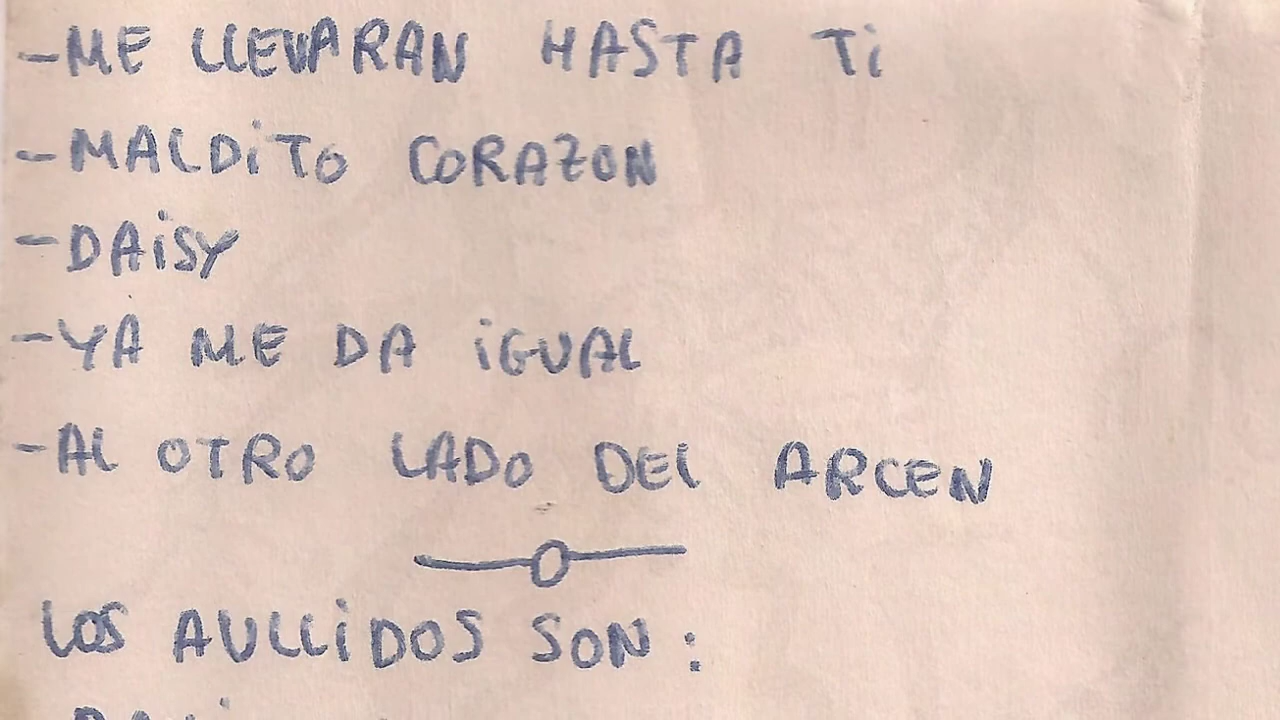 -ME LLEVARAN HASTA Ti
-MALDiTO CORAZON
-DAiSY
-YA ME DA iGUAL
-AL OTRO LADO DEL ARCEN
LOS AULLiDOS SON: